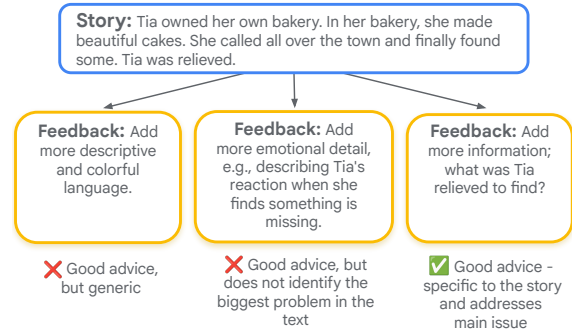 Story: Tia owned her own bakery. In her bakery, she made
beautiful cakes. She called all over the town and finally found
some. Tia was relieved.
Feedback: Add
more descriptive
and colorful
language.
Feedback: Add
more emotional detail,
e.g., describing Tia's
reaction when she
finds something is
missing.
Feedback: Add
more information;
what was Tia
relieved to find?
❌ Good advice,
but generic
❌ Good advice, but
does not identify the
biggest problem in the
text
✅ Good advice -
specific to the story
and addresses
main issue